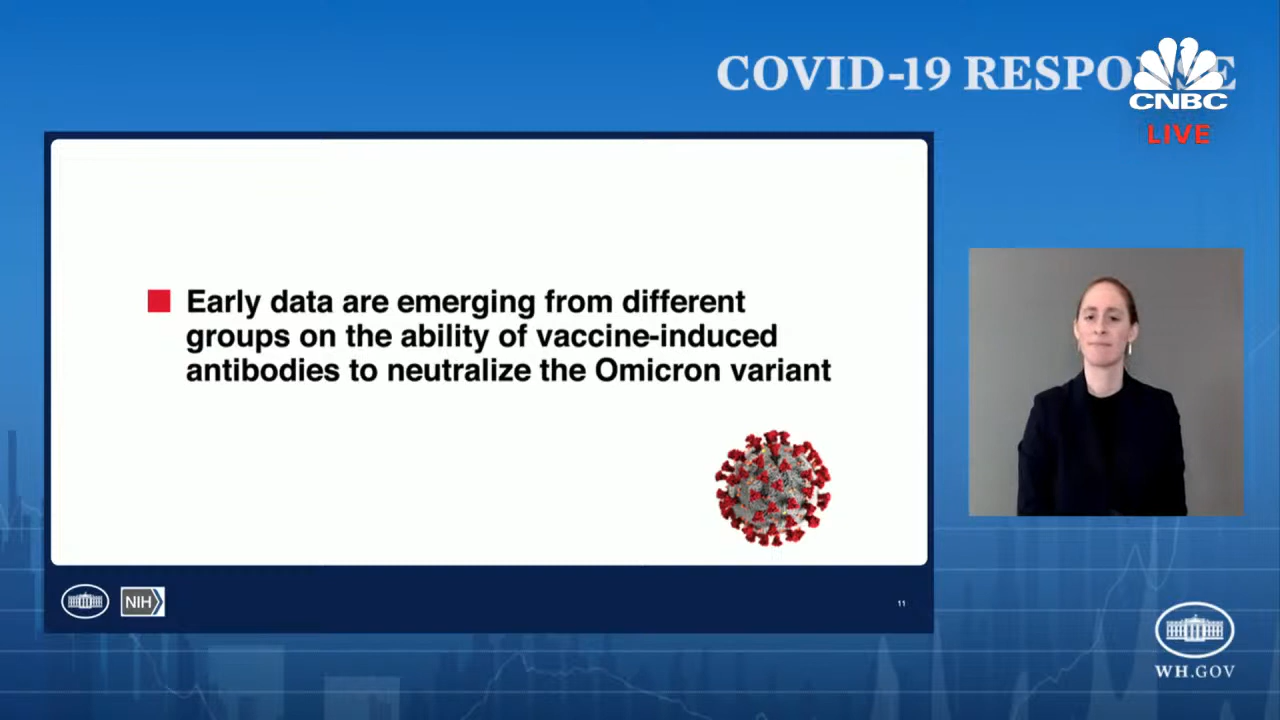 COVID-19 RESPONSE
CNBC
LIVE
Early data are emerging from different
groups on the ability of vaccine-induced
antibodies to neutralize the Omicron variant
NIH
11
WH.GOV